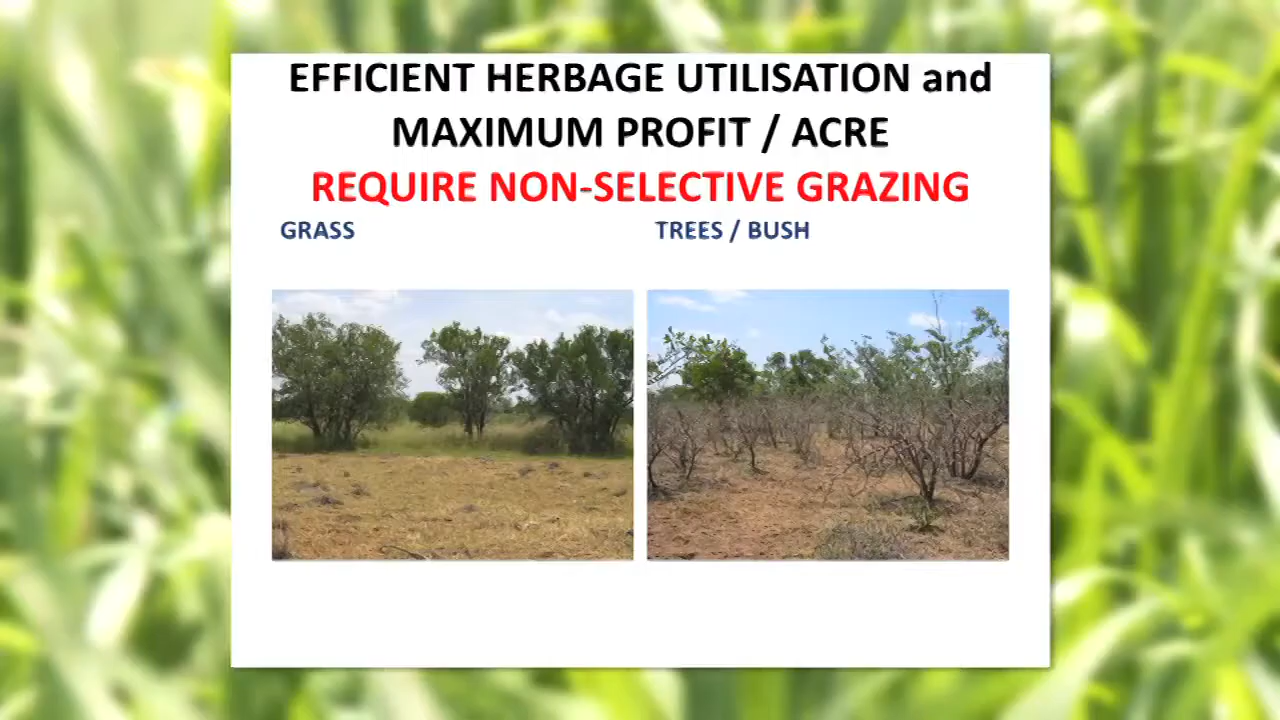 EFFICIENT HERBAGE UTILISATION and
MAXIMUM PROFIT / ACRE
REQUIRE NON-SELECTIVE GRAZING
GRASS
TREES / BUSH